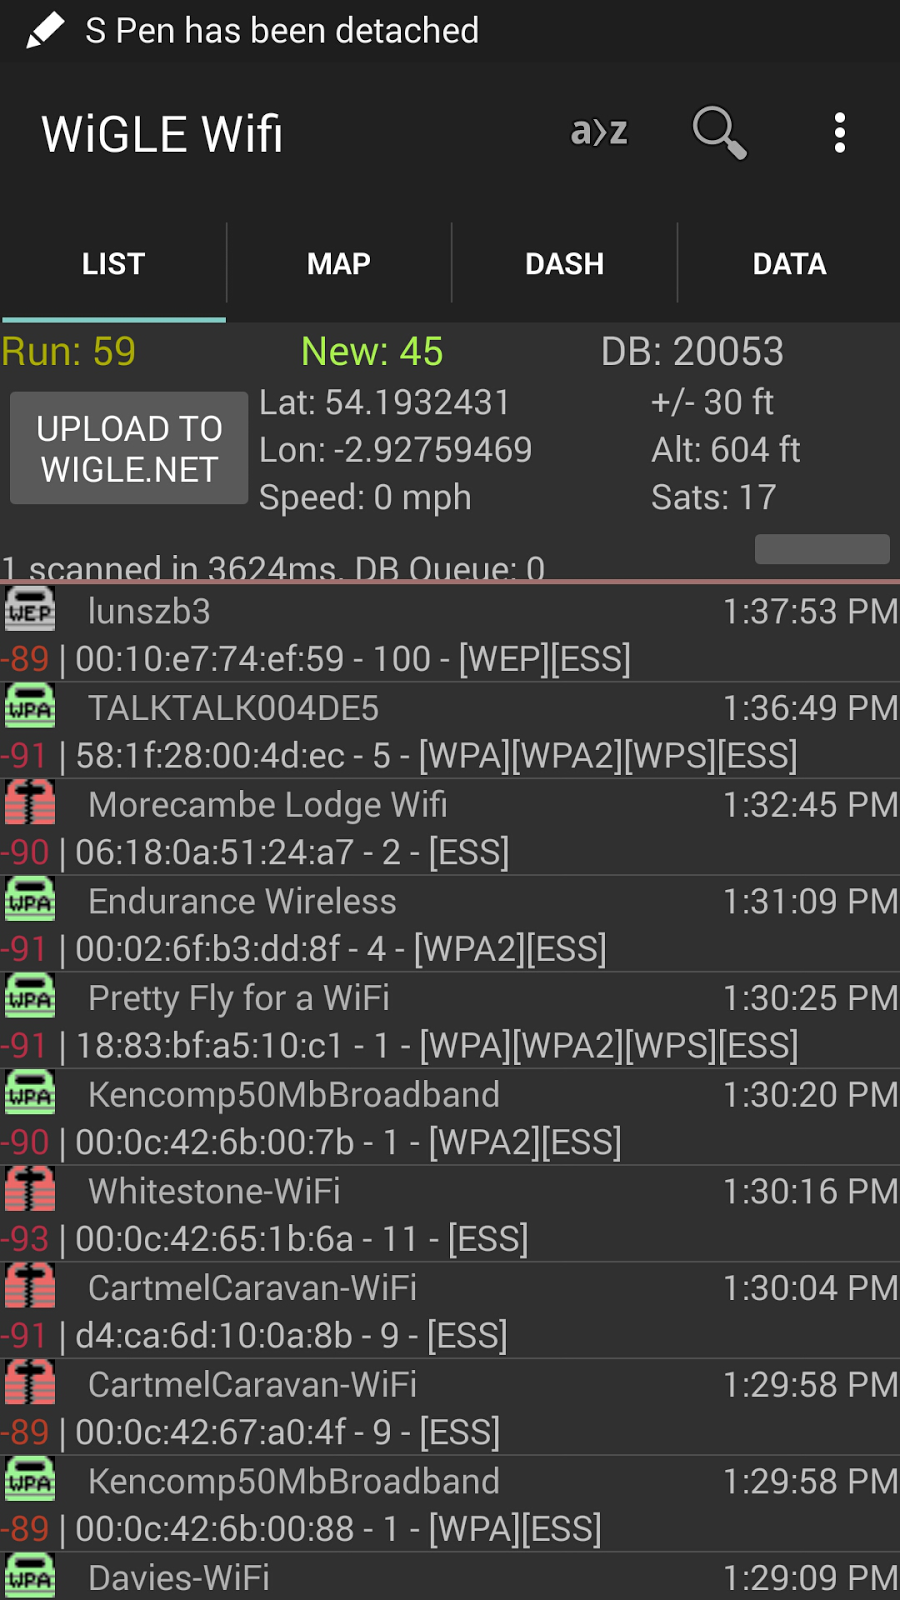 S Pen has been detached
WiGLE Wifi
a›z
LIST MAP DASH DATA
Run: 59 New: 45 DB: 20053
UPLOAD TO
WIGLE.NET
Lat: 54.1932431 +/- 30 ft
Lon: -2.92759469 Alt: 604 ft
Speed: 0 mph Sats: 17
1 scanned in 3624ms. DB Queue: 0
WEP lunszb3 1:37:53 PM
-89 | 00:10:e7:74:ef:59 - 100 - [WEP][ESS]
WPA TALKTALK004DE5 1:36:49 PM
-91 | 58:1f:28:00:4d:ec - 5 - [WPA][WPA2][WPS][ESS]
Morecambe Lodge Wifi 1:32:45 PM
-90 | 06:18:0a:51:24:a7 - 2 - [ESS]
WPA Endurance Wireless 1:31:09 PM
-91 | 00:02:6f:b3:dd:8f - 4 - [WPA2][ESS]
WPA Pretty Fly for a WiFi 1:30:25 PM
-91 | 18:83:bf:a5:10:c1 - 1 - [WPA][WPA2][WPS][ESS]
WPA Kencomp50MbBroadband 1:30:20 PM
-90 | 00:0c:42:6b:00:7b - 1 - [WPA2][ESS]
Whitestone-WiFi 1:30:16 PM
-93 | 00:0c:42:65:1b:6a - 11 - [ESS]
CartmelCaravan-WiFi 1:30:04 PM
-91 | d4:ca:6d:10:0a:8b - 9 - [ESS]
CartmelCaravan-WiFi 1:29:58 PM
-89 | 00:0c:42:67:a0:4f - 9 - [ESS]
WPA Kencomp50MbBroadband 1:29:58 PM
-89 | 00:0c:42:6b:00:88 - 1 - [WPA][ESS]
WPA Davies-WiFi 1:29:09 PM